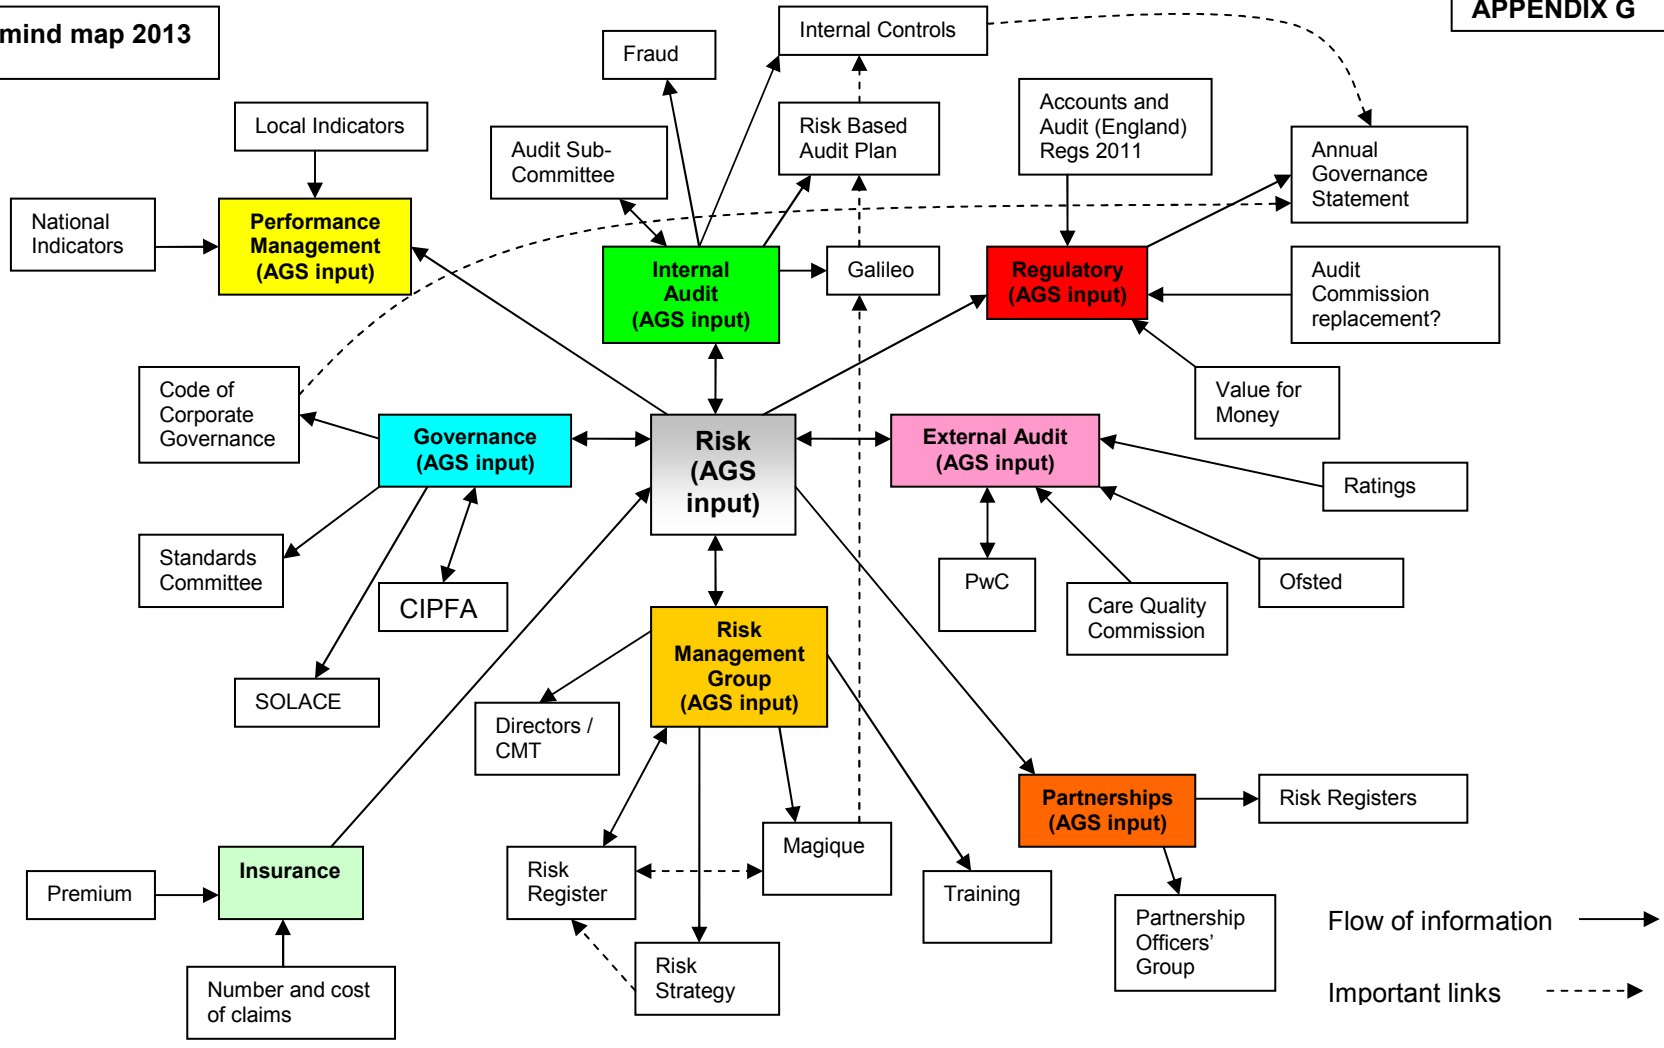 mind map 2013
APPENDIX G
Internal Controls
Fraud
Local Indicators
Audit Sub-
Committee
Risk Based
Audit Plan
Accounts and
Audit (England)
Regs 2011
Annual
Governance
Statement
National
Indicators
Performance
Management
(AGS input)
Internal
Audit
(AGS input)
Galileo
Regulatory
(AGS input)
Audit
Commission
replacement?
Code of
Corporate
Governance
Governance
(AGS input)
Risk
(AGS
input)
External Audit
(AGS input)
Value for
Money
Ratings
Standards
Committee
CIPFA
PwC
Care Quality
Commission
Ofsted
SOLACE
Risk
Management
Group
(AGS input)
Directors /
CMT
Partnerships
(AGS input)
Risk Registers
Insurance
Premium
Risk
Register
Magique
Training
Partnership
Officers’
Group
Number and cost
of claims
Risk
Strategy
Flow of information
Important links